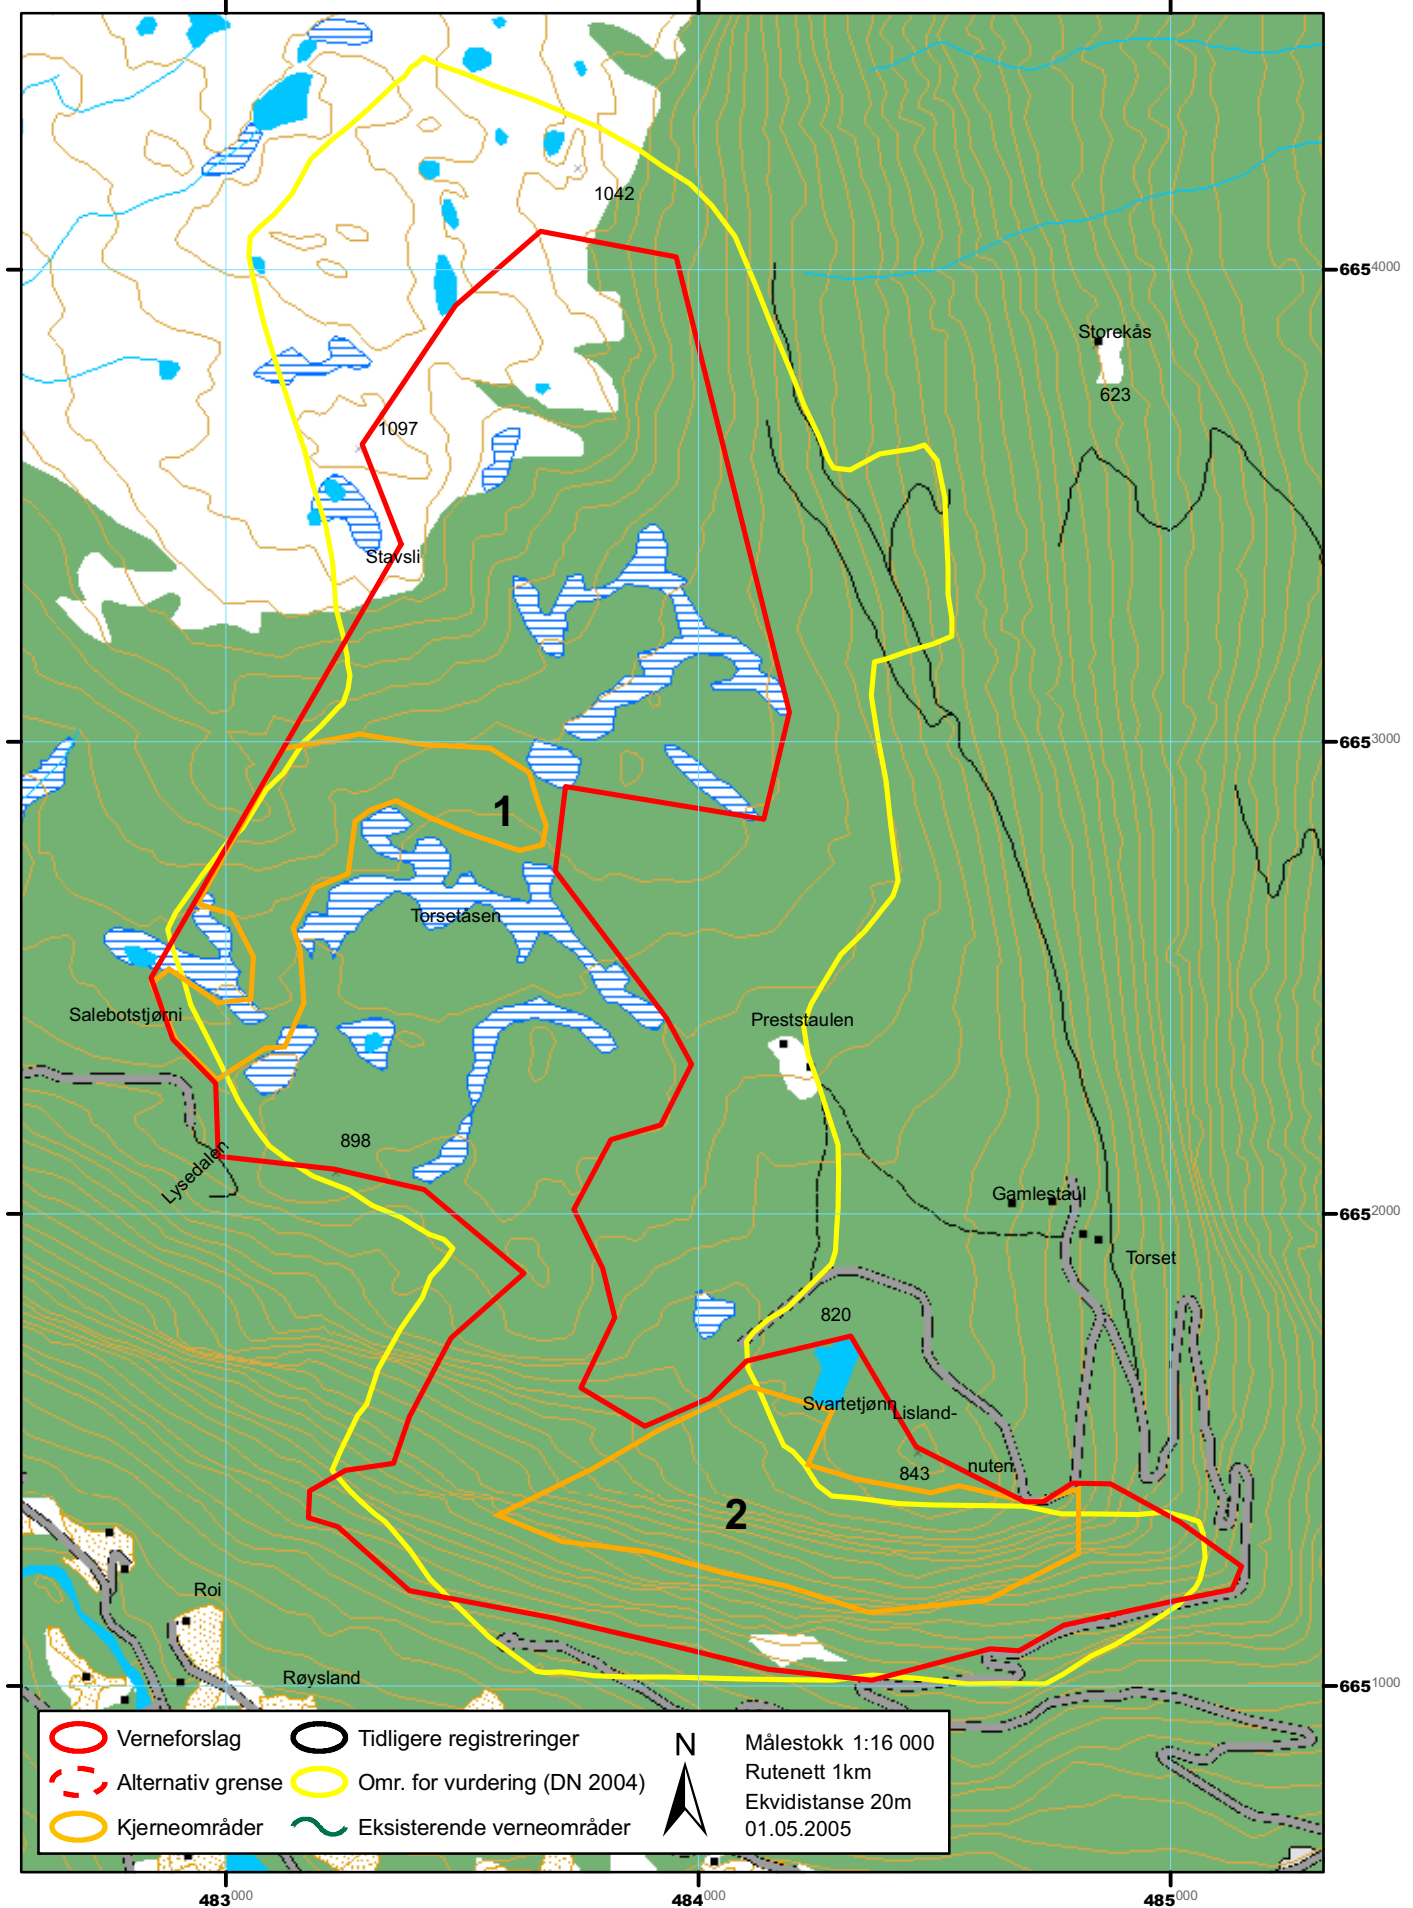 1042
6654000
Storekås
623
1097
Stavsli
6653000
1
Torsetåsen
Salebotstjørni
Preststaulen
898
Lysedalen
Gamlestaul
6652000
Torset
820
Svartetjønn
Lisland-
nuten
843
2
Roi
Røysland
6651000
Verneforslag
Tidligere registreringer
Alternativ grense
Omr. for vurdering (DN 2004)
Kjerneområder
Eksisterende verneområder
N
Målestokk 1:16 000
Rutenett 1km
Ekvidistanse 20m
01.05.2005
483000
484000
485000